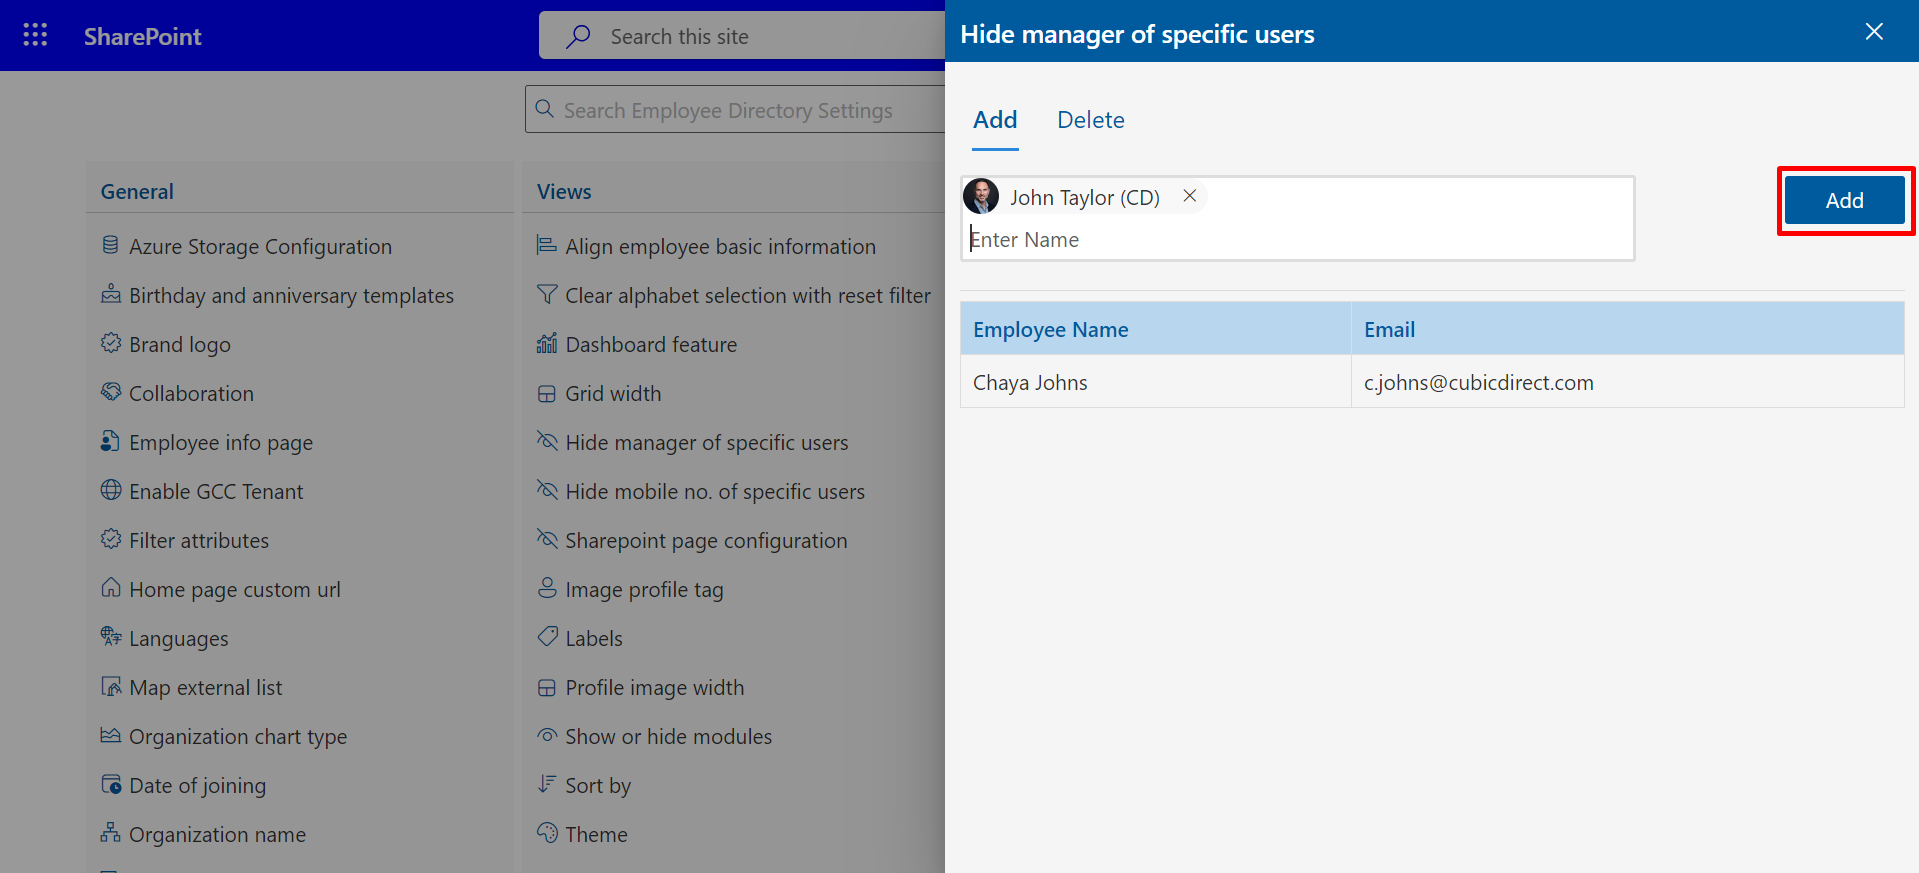 SharePoint
Search this site
Search Employee Directory Settings
General
Azure Storage Configuration
Birthday and anniversary templates
Brand logo
Collaboration
Employee info page
Enable GCC Tenant
Filter attributes
Home page custom url
Languages
Map external list
Organization chart type
Date of joining
Organization name
Views
Align employee basic information
Clear alphabet selection with reset filter
Dashboard feature
Grid width
Hide manager of specific users
Hide mobile no. of specific users
Sharepoint page configuration
Image profile tag
Labels
Profile image width
Show or hide modules
Sort by
Theme
Hide manager of specific users
Add Delete
John Taylor (CD)
Enter Name
Add
Employee Name Email
Chaya Johns c.johns@cubicdirect.com